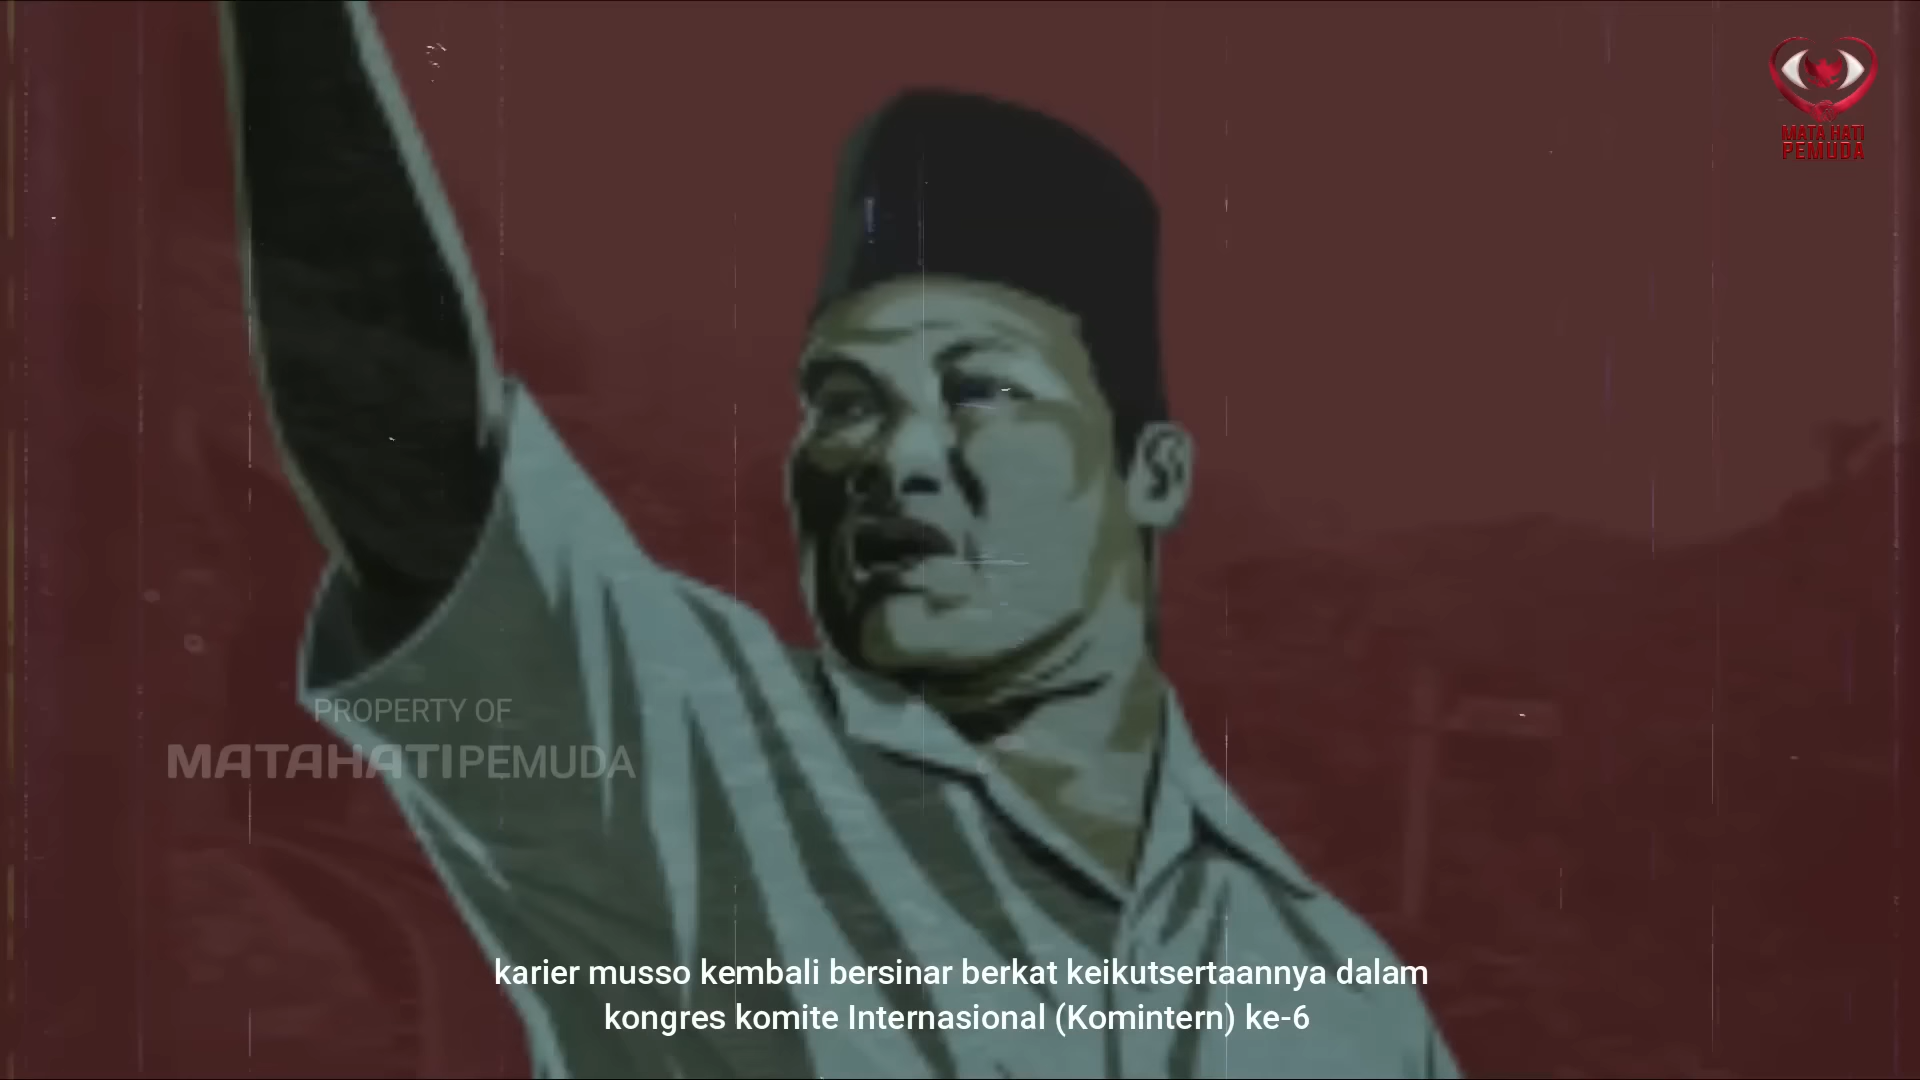 MATA HATI
PEMUDA
PROPERTY OF
MATAHATIPEMUDA
karier musso kembali bersinar berkat keikutsertaannya dalam
kongres komite Internasional (Komintern) ke-6